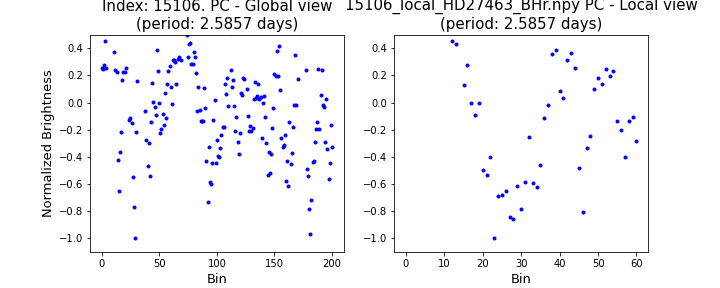 Index: 15106. PC - Global view
(period: 2.5857 days)
15106_local_HD27463_BHr.npy PC - Local view
(period: 2.5857 days)
Normalized Brightness
0.4
0.2
0.0
−0.2
−0.4
−0.6
−0.8
−1.0
0 50 100 150 200
Bin
0.4
0.2
0.0
−0.2
−0.4
−0.6
−0.8
−1.0
0 10 20 30 40 50 60
Bin